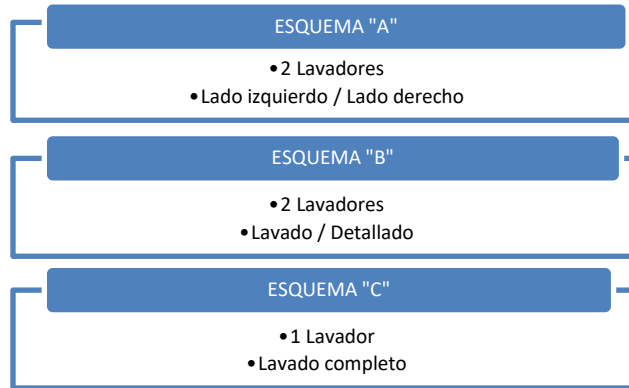 ESQUEMA "A"
•2 Lavadores
•Lado izquierdo / Lado derecho
ESQUEMA "B"
•2 Lavadores
•Lavado / Detallado
ESQUEMA "C"
•1 Lavador
•Lavado completo